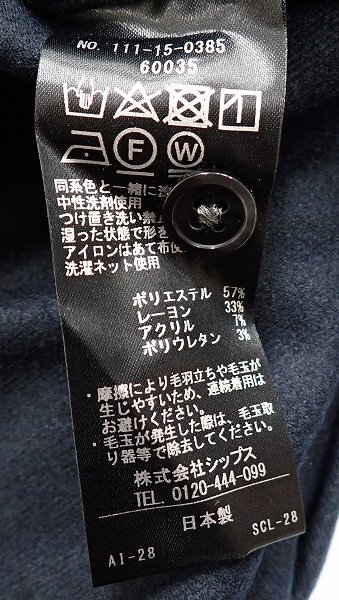 NO. 111-15-0385
60035
F W
同系色と一緒に洗
中性洗剤使用
つけ置き洗い禁止
湿った状態で形を
アイロンはあて布使
洗濯ネット使用
ポリエステル 57%
レーヨン 33%
アクリル 7%
ポリウレタン 3%
・摩擦により毛羽立ちや毛玉が
生じやすいため、連続着用は
お避けください。
・毛玉が発生した際は、毛玉取
り器等で除去してください。
株式会社シップス
TEL 0120-444-099
日本製
AI-28 SCL-28